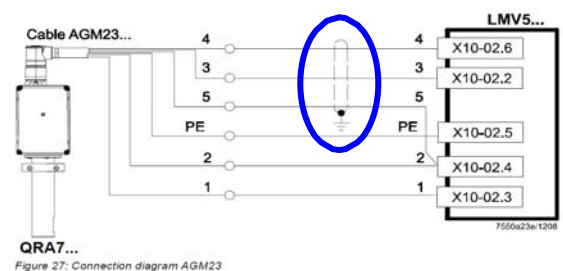 LMV5...
Cable AGM23...
4 4 X10-02.6
3 3 X10-02.2
5 5
PE PE X10-02.5
2 2 X10-02.4
1 1 X10-02.3
7550a23e/1208
QRA7...
Figure 27: Connection diagram AGM23